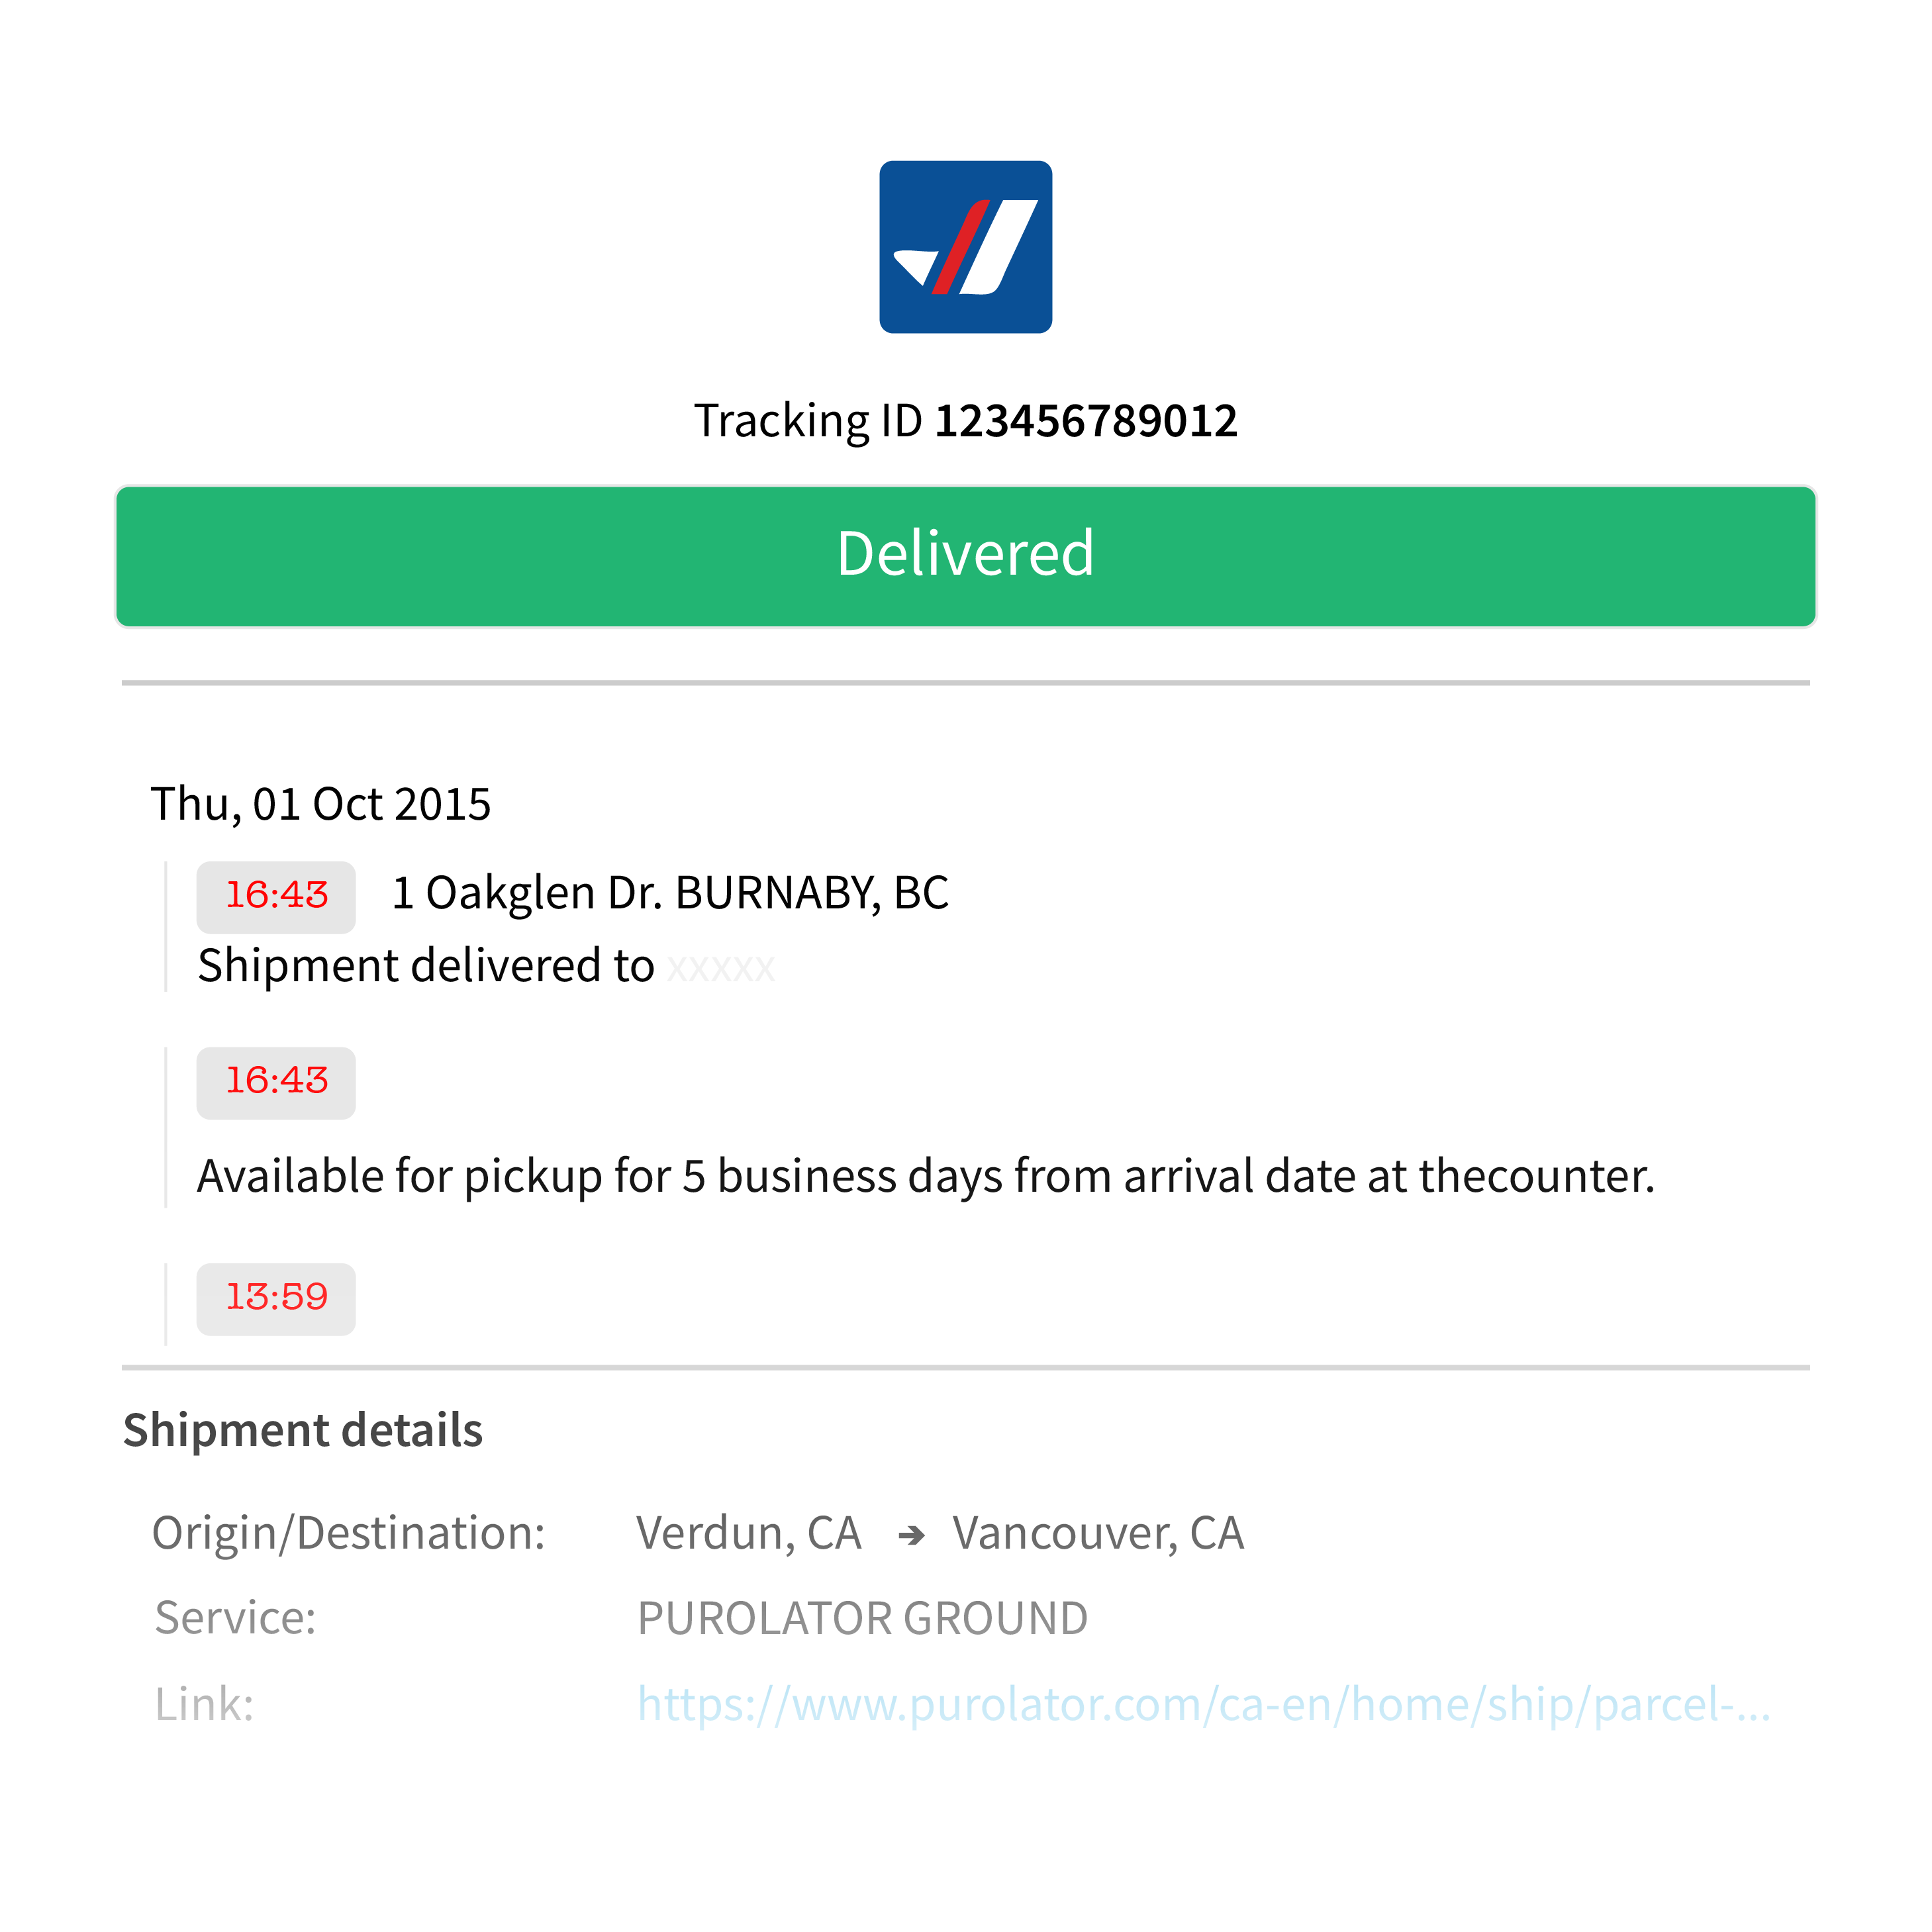 Tracking ID 123456789012
Delivered
Thu, 01 Oct 2015
16:43 1 Oaklen Dr. BURNABY, BC
Shipment delivered to xxxxx
16:43
Available for pickup for 5 business days from arrival date at thecounter.
13:59
Shipment details
Origin/Destination: Verdun, CA ➔ Vancouver, CA
Service: PUROLATOR GROUND
Link: https://www.purolator.com/ca-en/home/ship/parcel-...